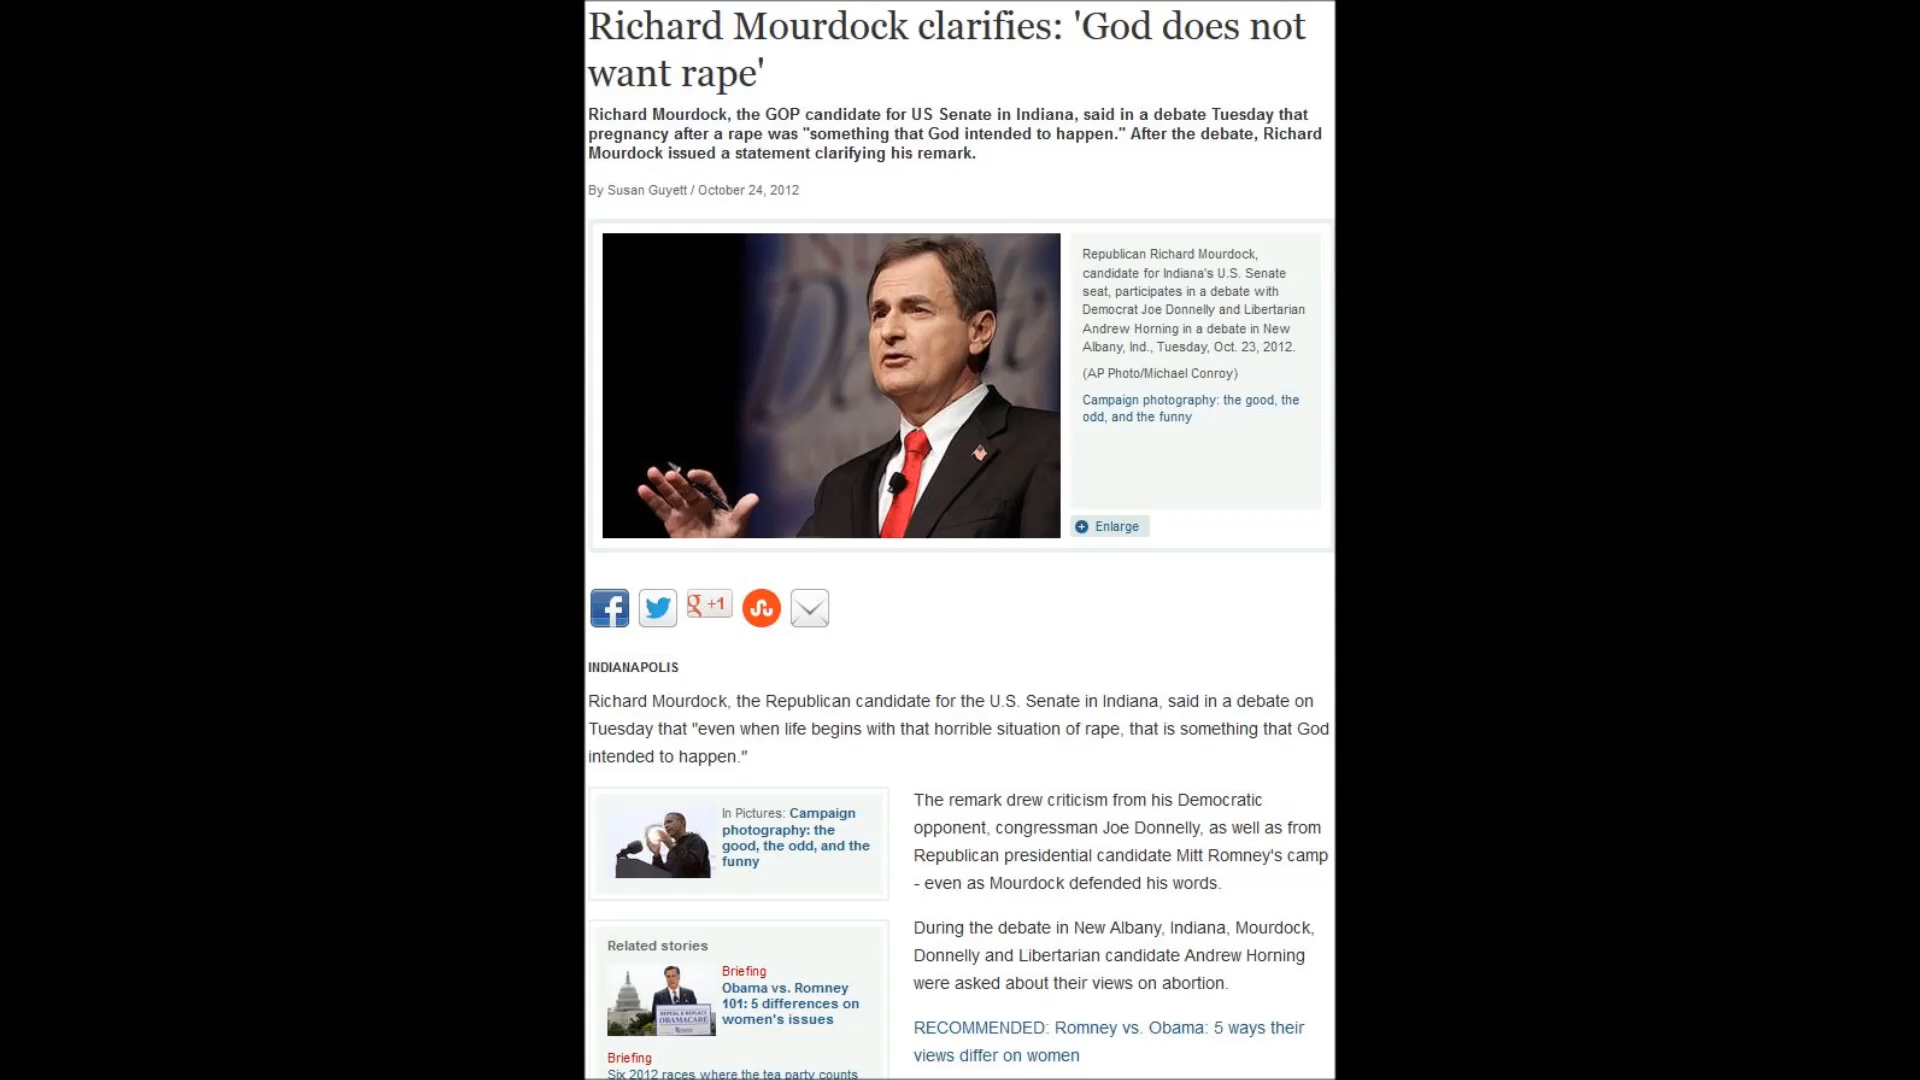 Richard Mourdock clarifies: 'God does not
want rape'
Richard Mourdock, the GOP candidate for US Senate in Indiana, said in a debate Tuesday that
pregnancy after a rape was "something that God intended to happen." After the debate, Richard
Mourdock issued a statement clarifying his remark.
By Susan Guyett / October 24, 2012
Republican Richard Mourdock,
candidate for Indiana's U.S. Senate
seat, participates in a debate with
Democrat Joe Donnelly and Libertarian
Andrew Horning in a debate in New
Albany, Ind., Tuesday, Oct. 23, 2012.
(AP Photo/Michael Conroy)
Campaign photography: the good, the
odd, and the funny
Enlarge
g +1
INDIANAPOLIS
Richard Mourdock, the Republican candidate for the U.S. Senate in Indiana, said in a debate on
Tuesday that "even when life begins with that horrible situation of rape, that is something that God
intended to happen."
In Pictures: Campaign
photography: the
good, the odd, and the
funny
Related stories
Briefing
Obama vs. Romney
101: 5 differences on
women's issues
REPEAL & REPLACE
OBAMACARE
Briefing
Six 2012 races where the tea party counts
The remark drew criticism from his Democratic
opponent, congressman Joe Donnelly, as well as from
Republican presidential candidate Mitt Romney's camp
- even as Mourdock defended his words.
During the debate in New Albany, Indiana, Mourdock,
Donnelly and Libertarian candidate Andrew Horning
were asked about their views on abortion.
RECOMMENDED: Romney vs. Obama: 5 ways their
views differ on women